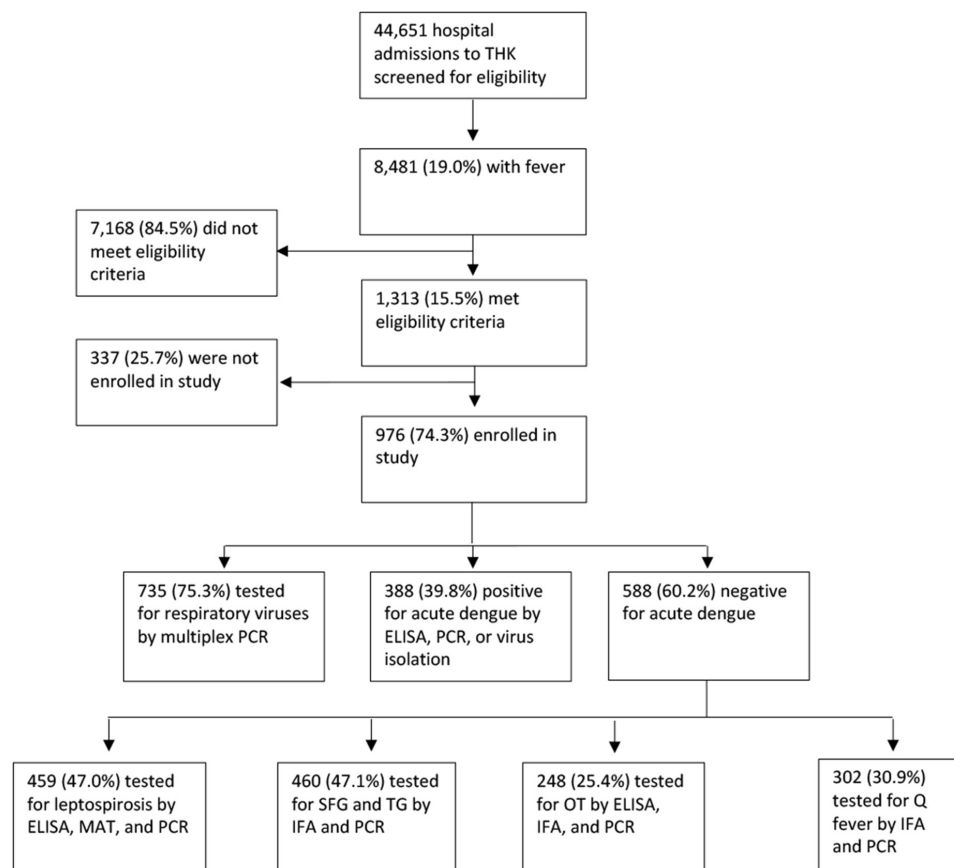 44,651 hospital
admissions to THK
screened for eligibility
8,481 (19.0%) with fever
7,168 (84.5%) did not
meet eligibility
criteria
1,313 (15.5%) met
eligibility criteria
337 (25.7%) were not
enrolled in study
976 (74.3%) enrolled in
study
735 (75.3%) tested
for respiratory viruses
by multiplex PCR
388 (39.8%) positive
for acute dengue by
ELISA, PCR, or virus
isolation
588 (60.2%) negative
for acute dengue
459 (47.0%) tested
for leptospirosis by
ELISA, MAT, and PCR
460 (47.1%) tested
for SFG and TG by
IFA and PCR
248 (25.4%) tested
for OT by ELISA,
IFA, and PCR
302 (30.9%)
tested for Q
fever by IFA
and PCR